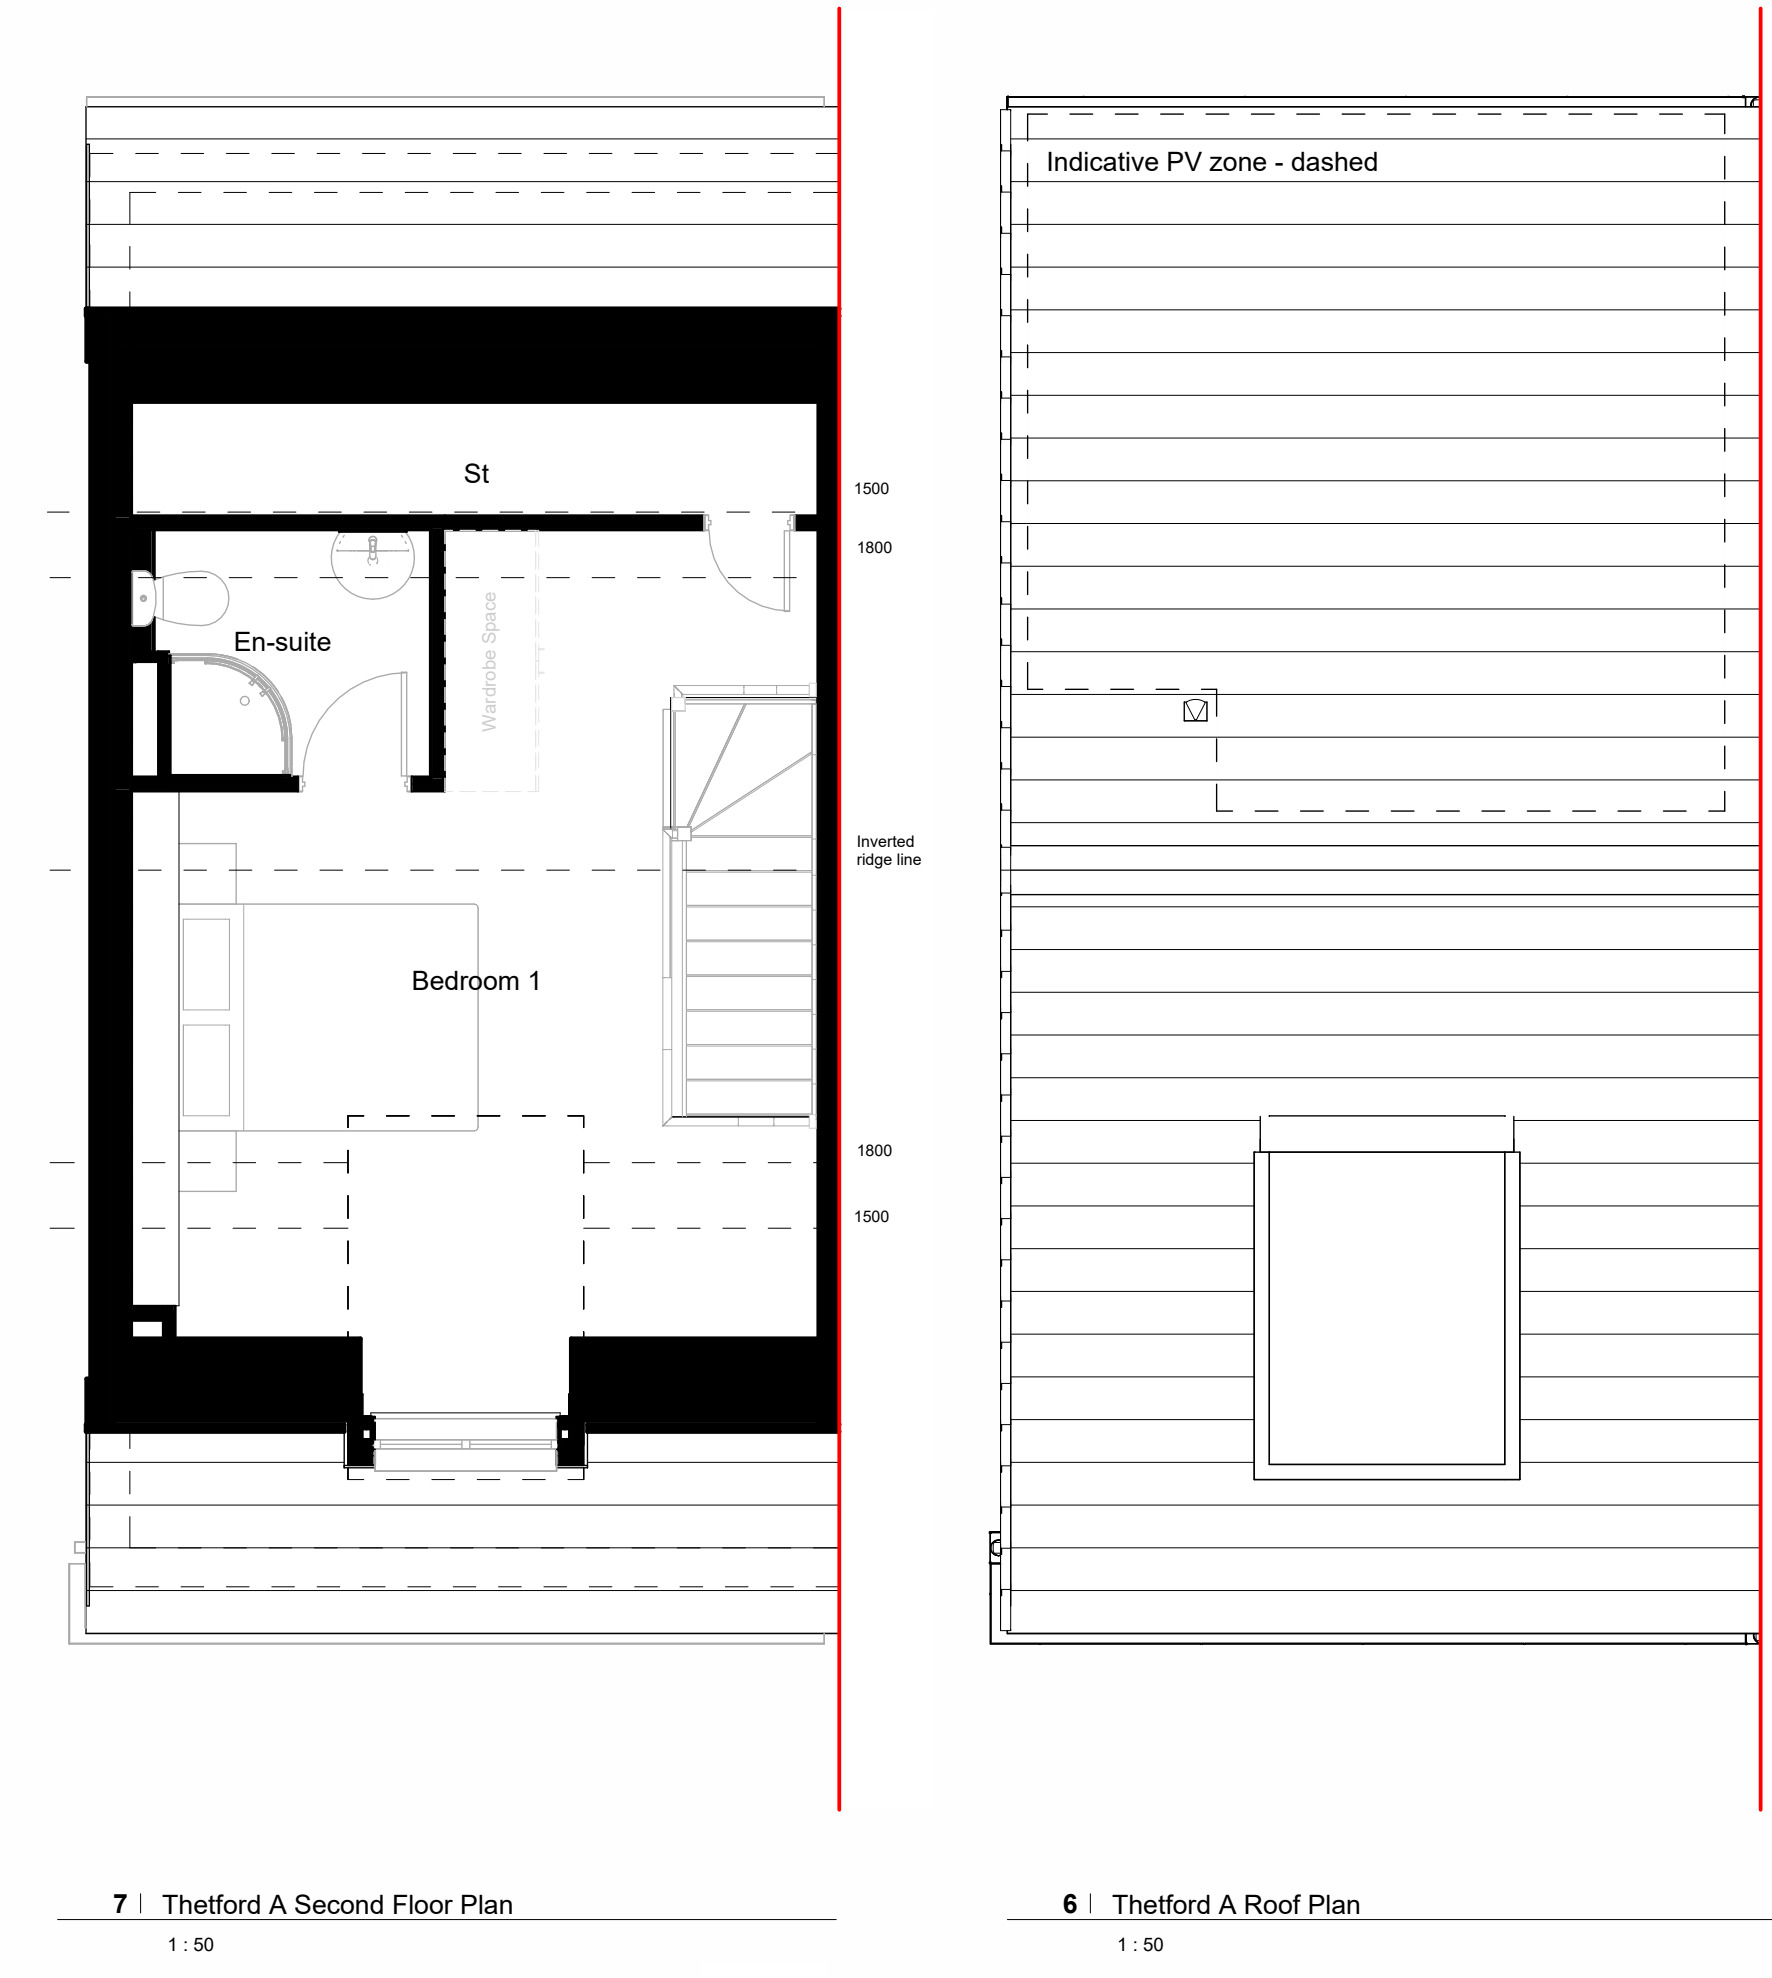 Indicative PV zone - dashed
St
1500
1800
En-suite
Wardrobe Space
Inverted
ridge line
Bedroom 1
1800
1500
7 Thetford A Second Floor Plan
1 : 50
6 Thetford A Roof Plan
1 : 50